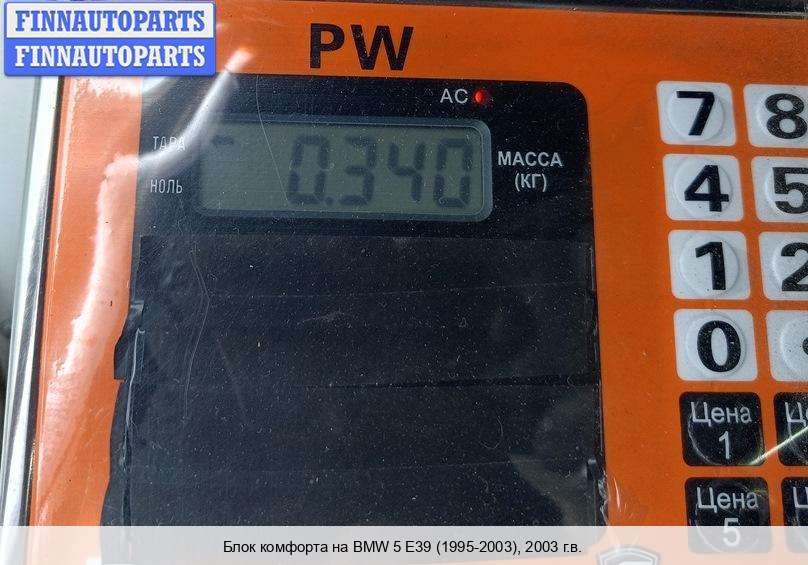 FINNAUTOPARTS
FINNAUTOPARTS
PW
AC
ТАРА
0.340
МАССА
(КГ)
НОЛЬ
7
8
4
5
1
2
0
Цена
1
Цена
5
Блок комфорта на BMW 5 E39 (1995-2003), 2003 г.в.